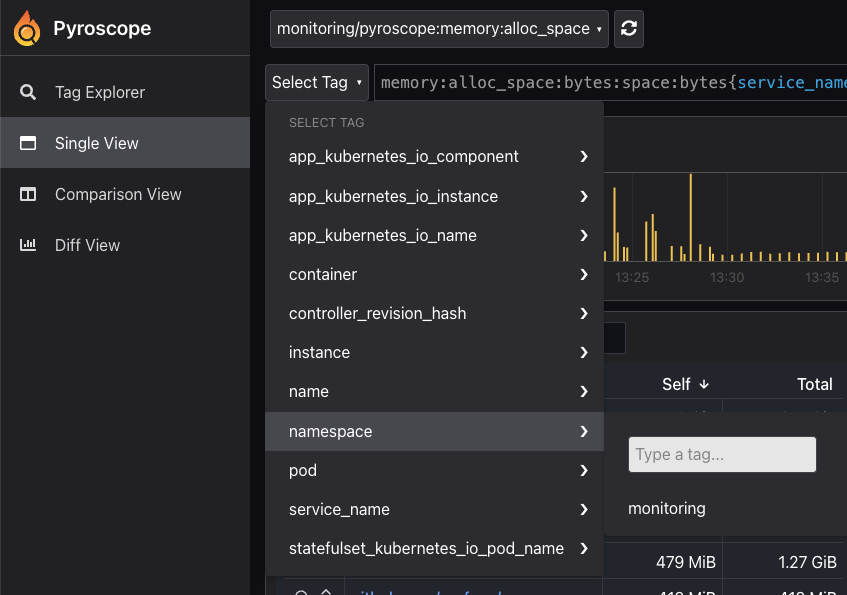 Pyroscope
monitoring/pyroscope:memory:alloc_space
Tag Explorer
Single View
Comparison View
Diff View
Select Tag
memory:alloc_space:bytes:space:bytes{service_name
SELECT TAG
app_kubernetes_io_component
app_kubernetes_io_instance
app_kubernetes_io_name
container
controller_revision_hash
instance
name
namespace
pod
service_name
statefulset_kubernetes_io_pod_name
13:25 13:30 13:35
Self Total
Type a tag...
monitoring
479 MiB 1.27 GiB